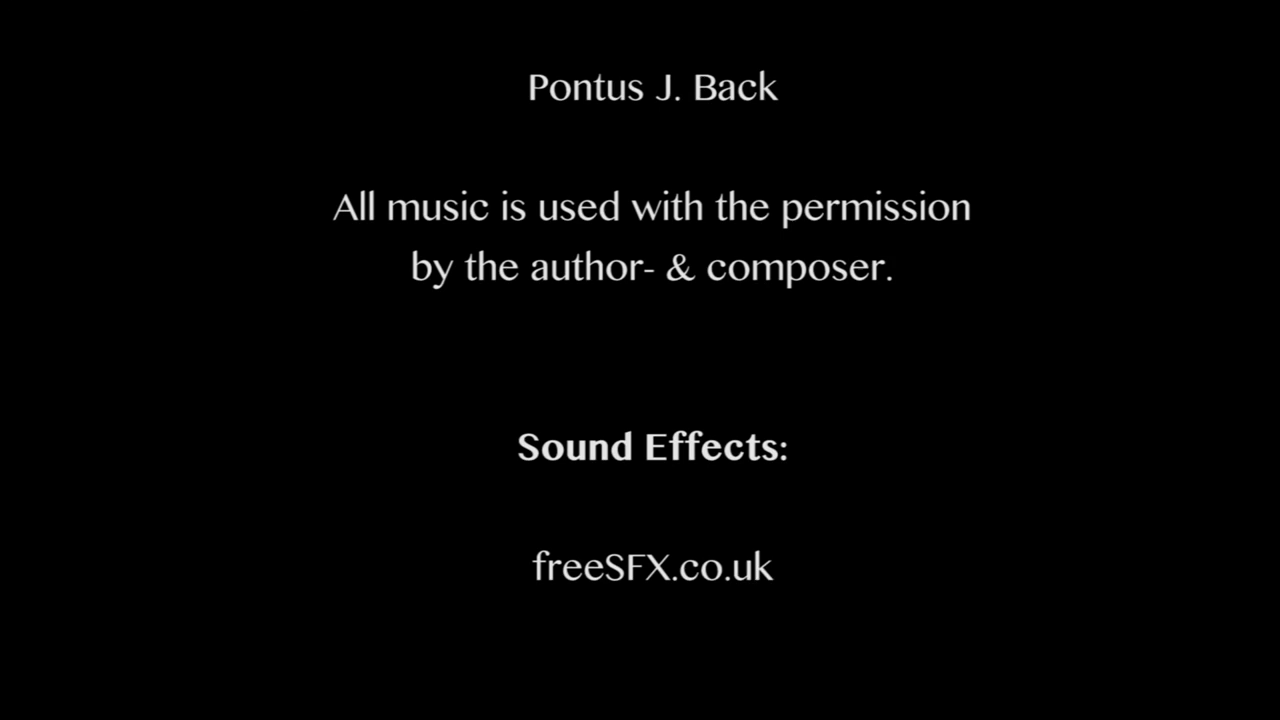 Pontus J. Back
All music is used with the permission
by the author- & composer.
Sound Effects:
freeSFX.co.uk